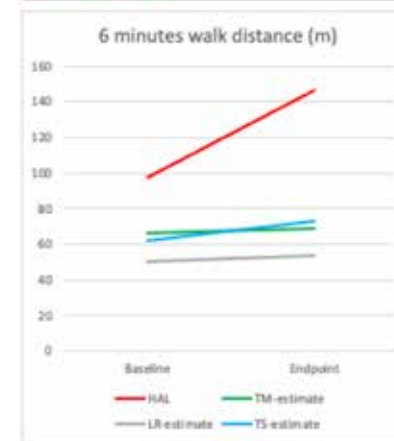 6 minutes walk distance (m)
160
140
120
100
80
60
40
20
0
Baseline Endpoint
HAL TM-estimate
LR-estimate TS-estimate